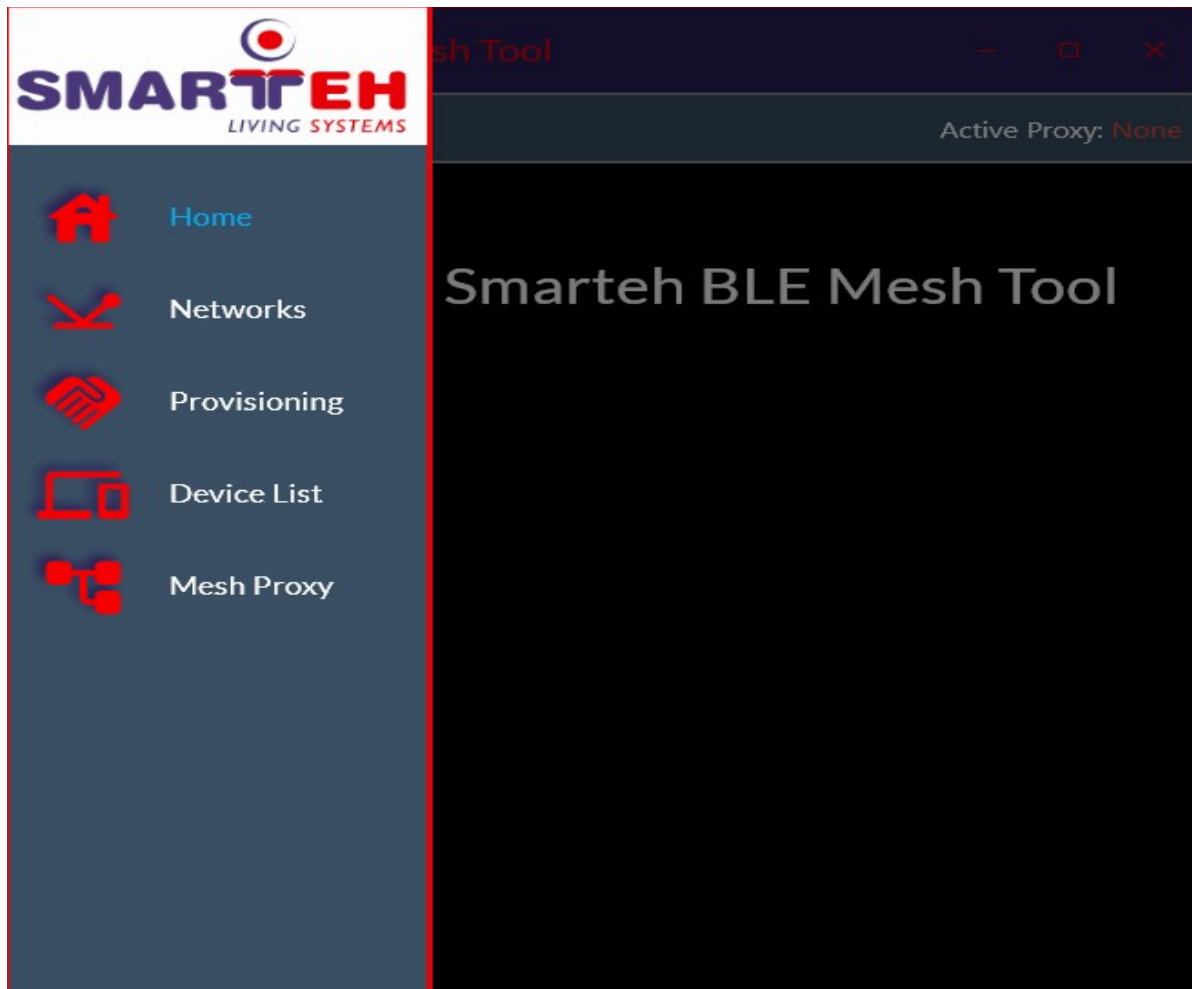 SMARTEH
LIVING SYSTEMS
sh Tool
Active Proxy: None
Home
Networks
Provisioning
Device List
Mesh Proxy
Smarteh BLE Mesh Tool